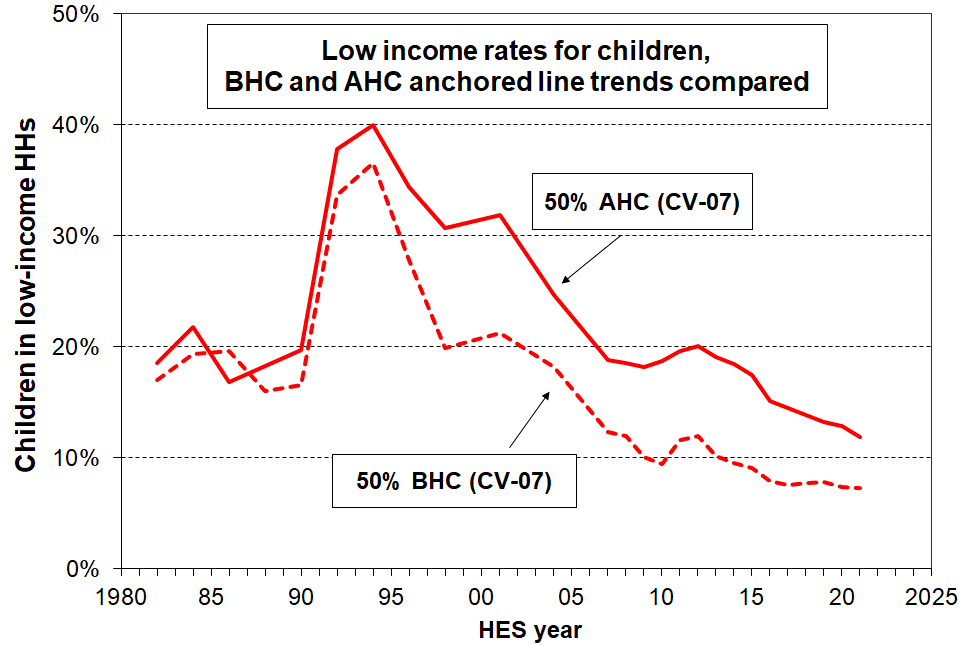 Low income rates for children,
BHC and AHC anchored line trends compared
Children in low-income HHs
50%
40%
30%
20%
10%
0%
50%  AHC (CV-07)
50%  BHC (CV-07)
1980 85 90 95 00 05 10 15 20 2025
HES year